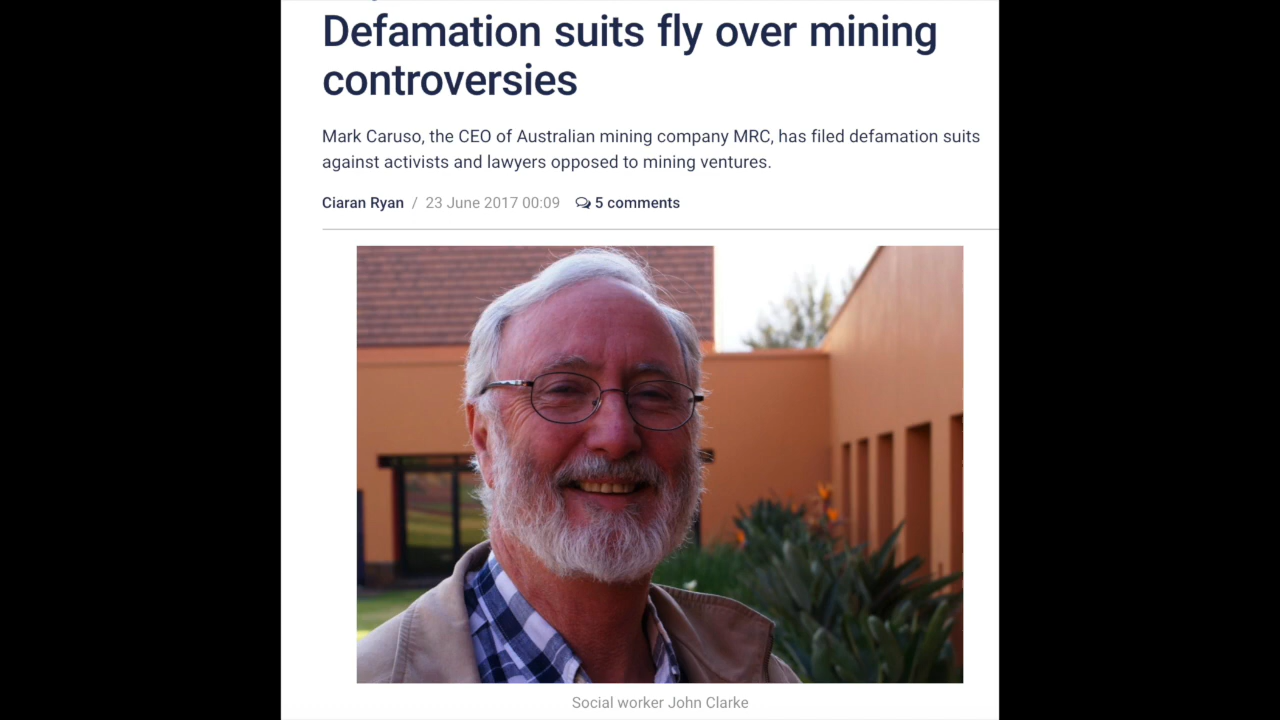 Defamation suits fly over mining
controversies
Mark Caruso, the CEO of Australian mining company MRC, has filed defamation suits
against activists and lawyers opposed to mining ventures.
Ciaran Ryan / 23 June 2017 00:09 5 comments
Social worker John Clarke